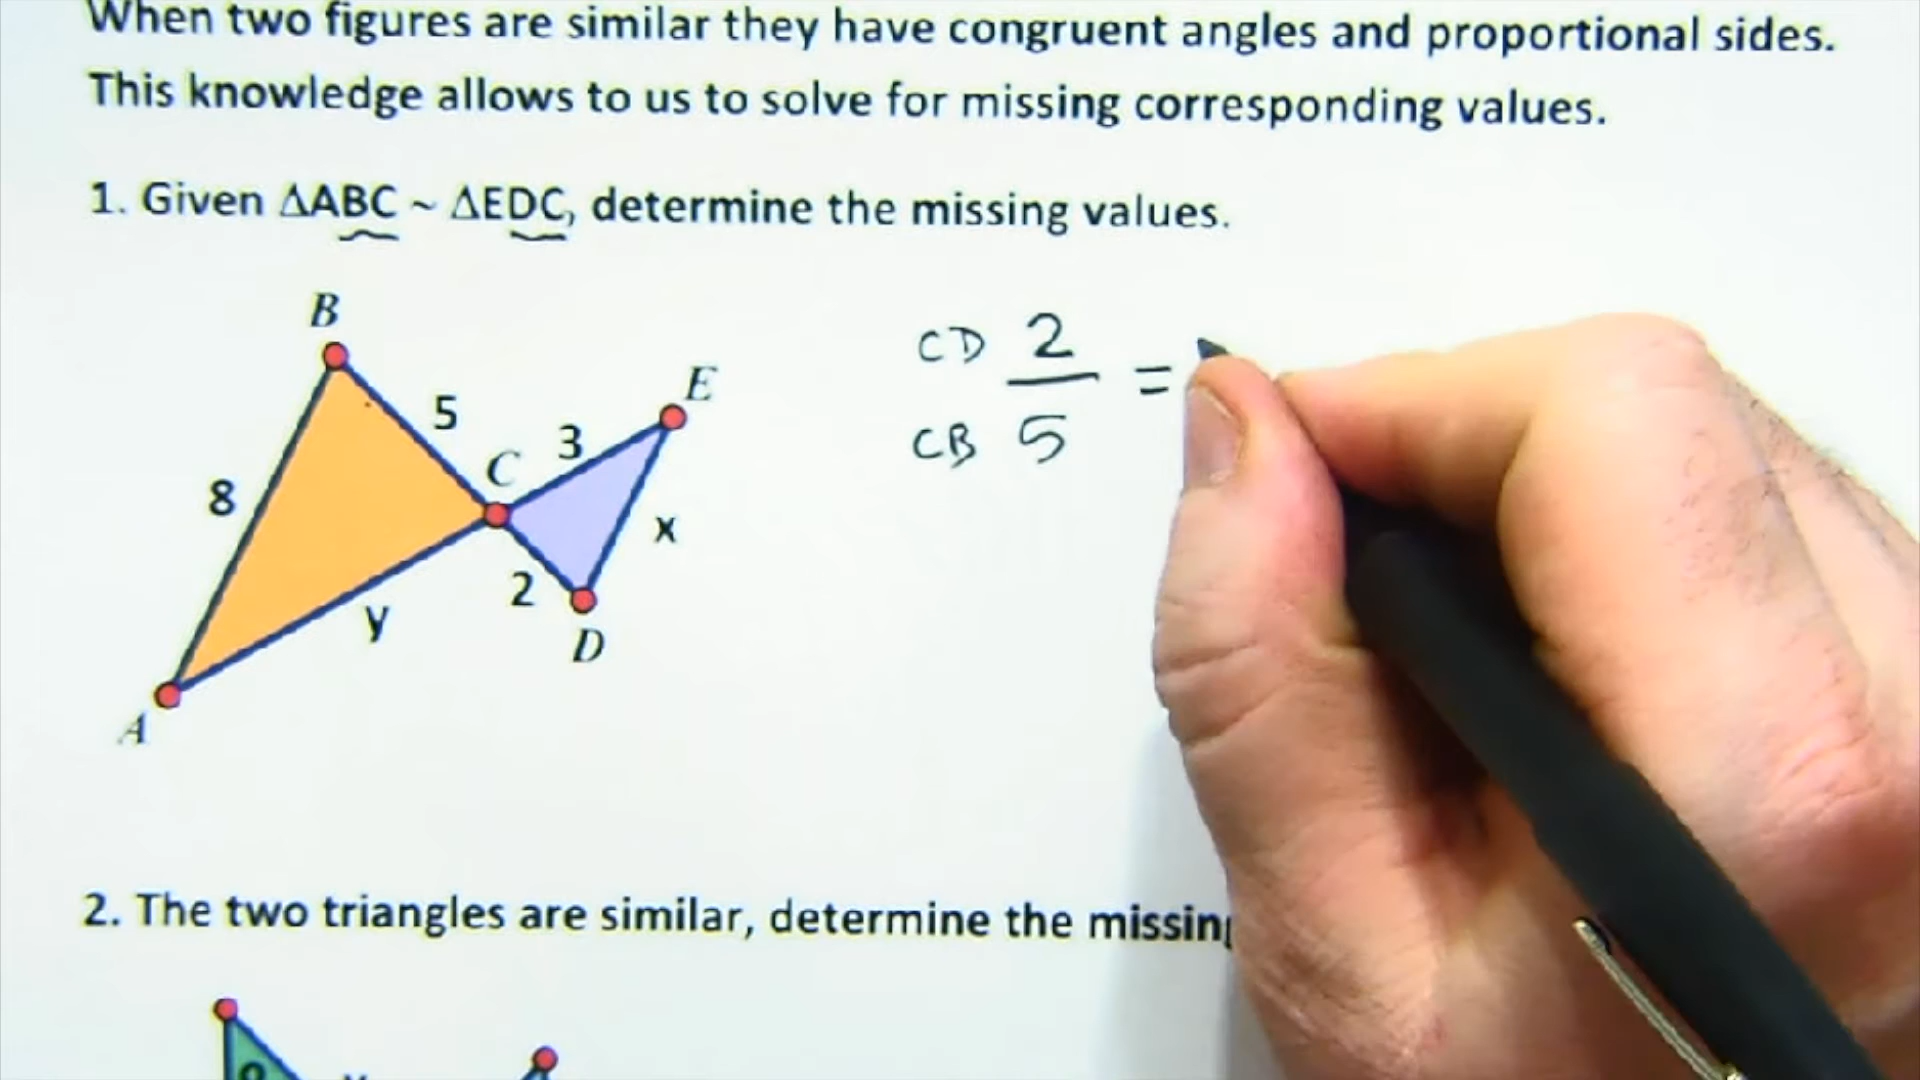 When two figures are similar they have congruent angles and proportional sides.
This knowledge allows to us to solve for missing corresponding values.
1. Given ΔABC ~ ΔEDC, determine the missing values.
B
E
5
3
C
8
x
2
y
D
A
CD 2 =
CB 5
2. The two triangles are similar, determine the